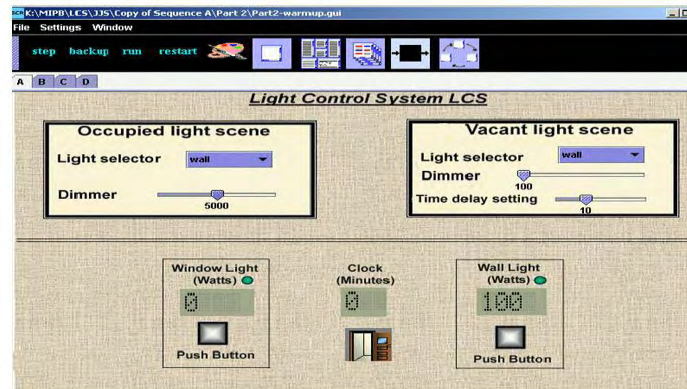 K:\MIPB\LCS\JJS\Copy of Sequence A\Part 2\Part2-warmup.gui
File Settings Window
step backup run restart
A B C D
Light Control System LCS
Occupied light scene
Light selector wall
Dimmer
5000
Vacant light scene
Light selector wall
Dimmer
100
Time delay setting
10
Window Light
(Watts)
0
Push Button
Clock
(Minutes)
0
Wall Light
(Watts)
100
Push Button